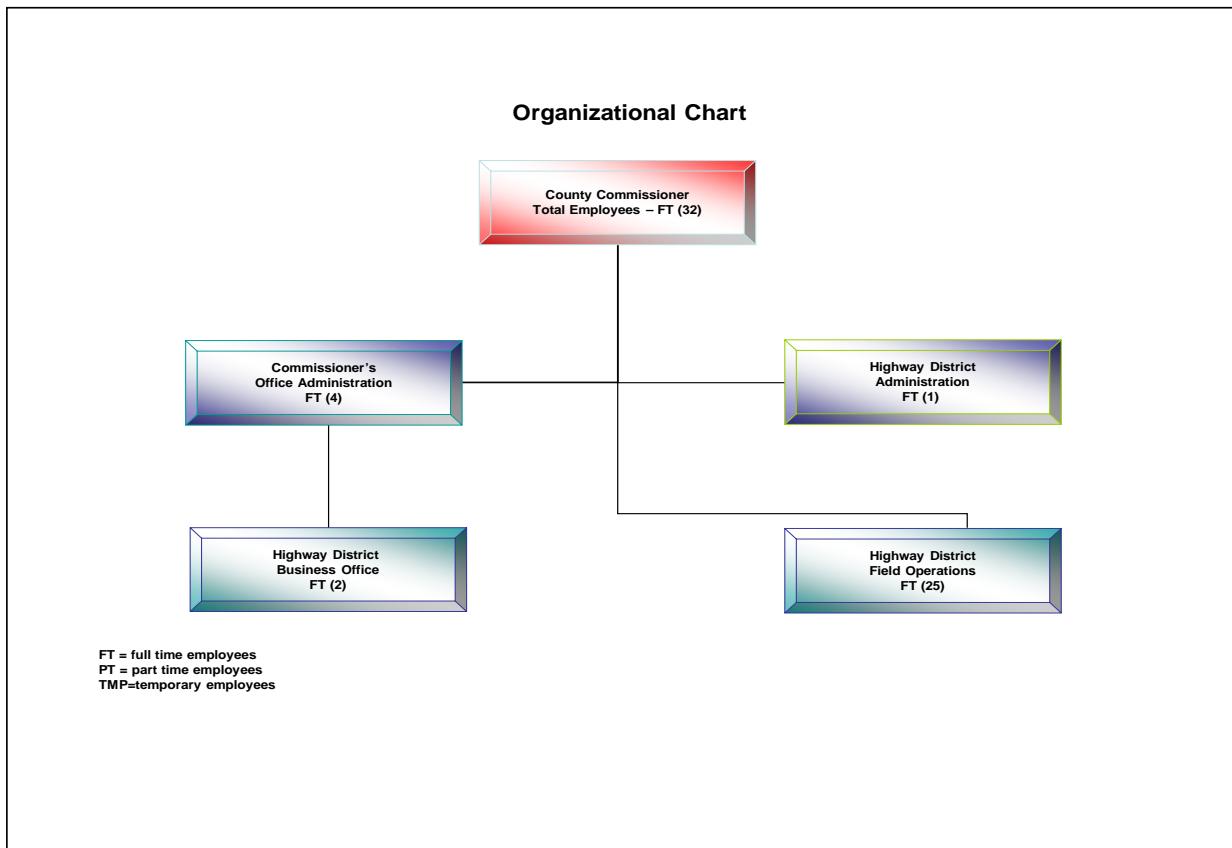 Organizational Chart
County Commissioner
Total Employees – FT (32)
Commissioner's
Office Administration
FT (4)
Highway District
Administration
FT (1)
Highway District
Business Office
FT (2)
Highway District
Field Operations
FT (25)
FT = full time employees
PT = part time employees
TMP=temporary employees